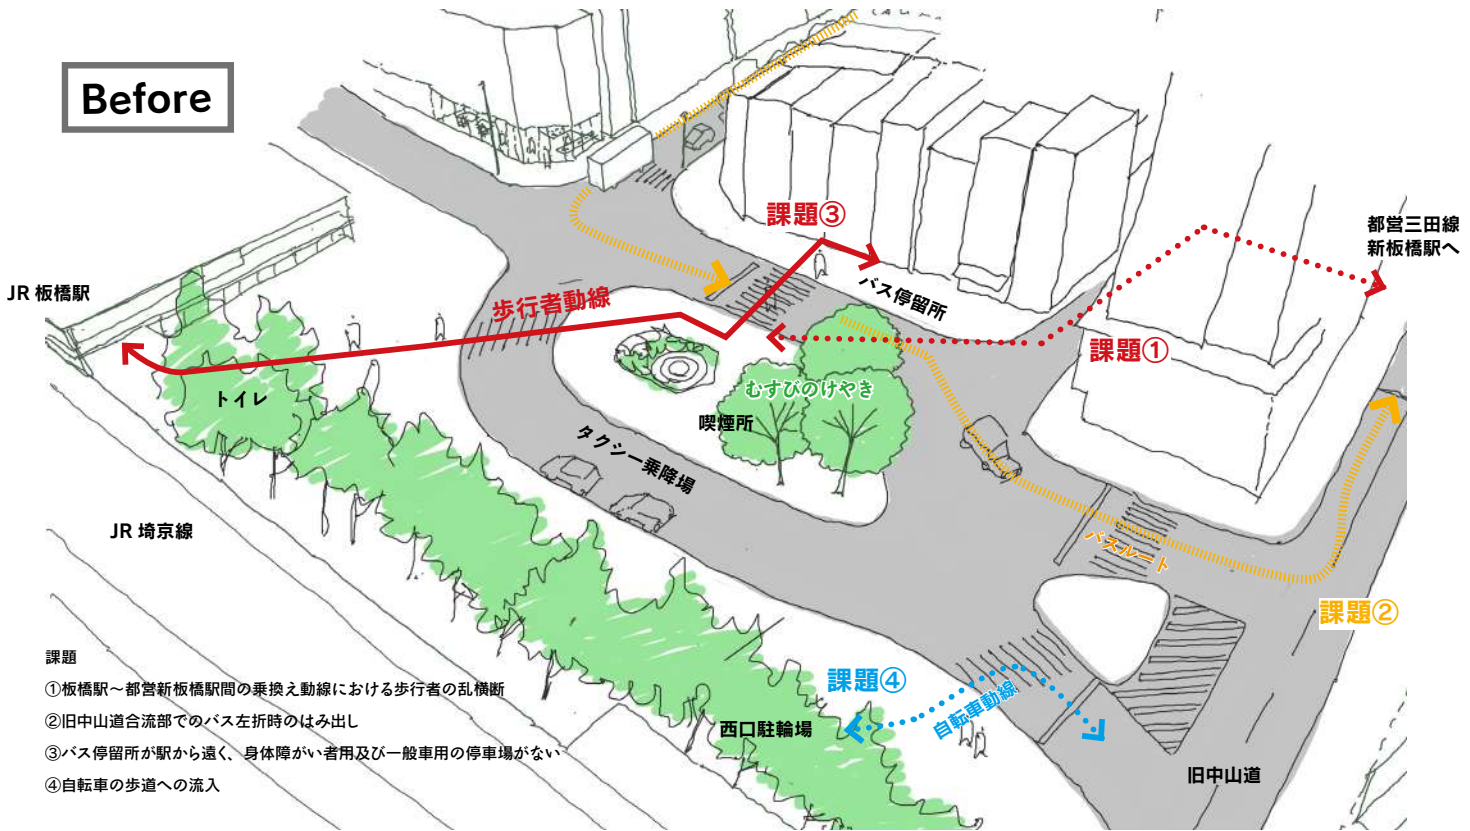 Before
課題③
都営三田線
新板橋駅へ
JR 板橋駅
歩行者動線
バス停留所
課題①
むすびのけやき
トイレ
喫煙所
タクシー乗降場
JR 埼京線
バスルート
課題②
課題
①板橋駅~都営新板橋駅間の乗換え動線における歩行者の乱横断
②旧中山道合流部でのバス左折時のはみ出し
③バス停留所が駅から遠く、身体障がい者用及び一般車用の停車場がない
④自転車の歩道への流入
課題④
自転車動線
西口駐輪場
旧中山道